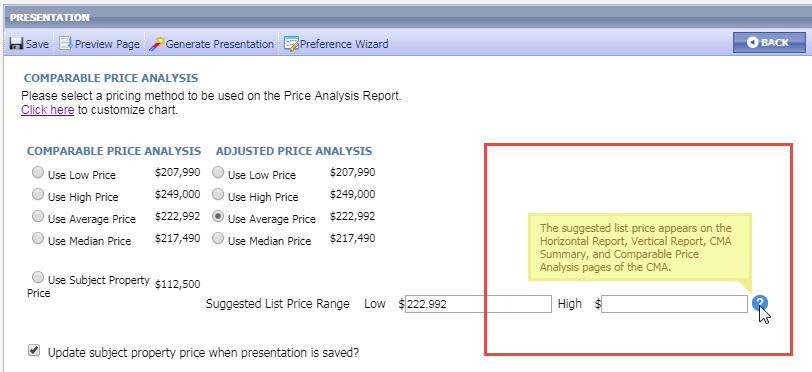 PRESENTATION
Save Preview Page Generate Presentation Preference Wizard BACK
COMPARABLE PRICE ANALYSIS
Please select a pricing method to be used on the Price Analysis Report.
Click here to customize chart.
COMPARABLE PRICE ANALYSIS ADJUSTED PRICE ANALYSIS
Use Low Price $207,990 Use Low Price $207,990
Use High Price $249,000 Use High Price $249,000
Use Average Price $222,992 Use Average Price $222,992
Use Median Price $217,490 Use Median Price $217,490
The suggested list price appears on the
Horizontal Report, Vertical Report, CMA
Summary, and Comparable Price
Analysis pages of the CMA.
Use Subject Property $112,500
Price
Suggested List Price Range Low $222,992 High $ ?
Update subject property price when presentation is saved?